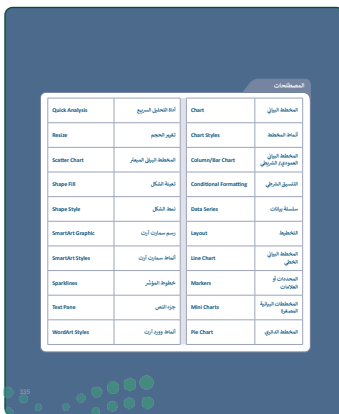 المصطلحات
Chart المخطط البياني
Chart Styles أنماط المخطط
Column/Bar Chart المخطط البياني
العمودي/ الشريطي
Conditional Formatting التنسيق الشرطي
Data Series سلسلة بيانات
Layout التخطيط
Line Chart المخطط البياني
الخطي
Markers المحددات أو
العلامات
Mini Charts المخططات البيانية
المصغرة
Pie Chart المخطط الدائري
Quick Analysis أداة التحليل السريع
Resize تغيير الحجم
Scatter Chart المخطط البياني المبعثر
Shape Fill تعبئة الشكل
Shape Style نمط الشكل
SmartArt Graphic رسم سمارت آرت
SmartArt Styles أنماط سمارت آرت
Sparklines خطوط المؤشر
Text Pane جزء النص
WordArt Styles أنماط وورد آرت